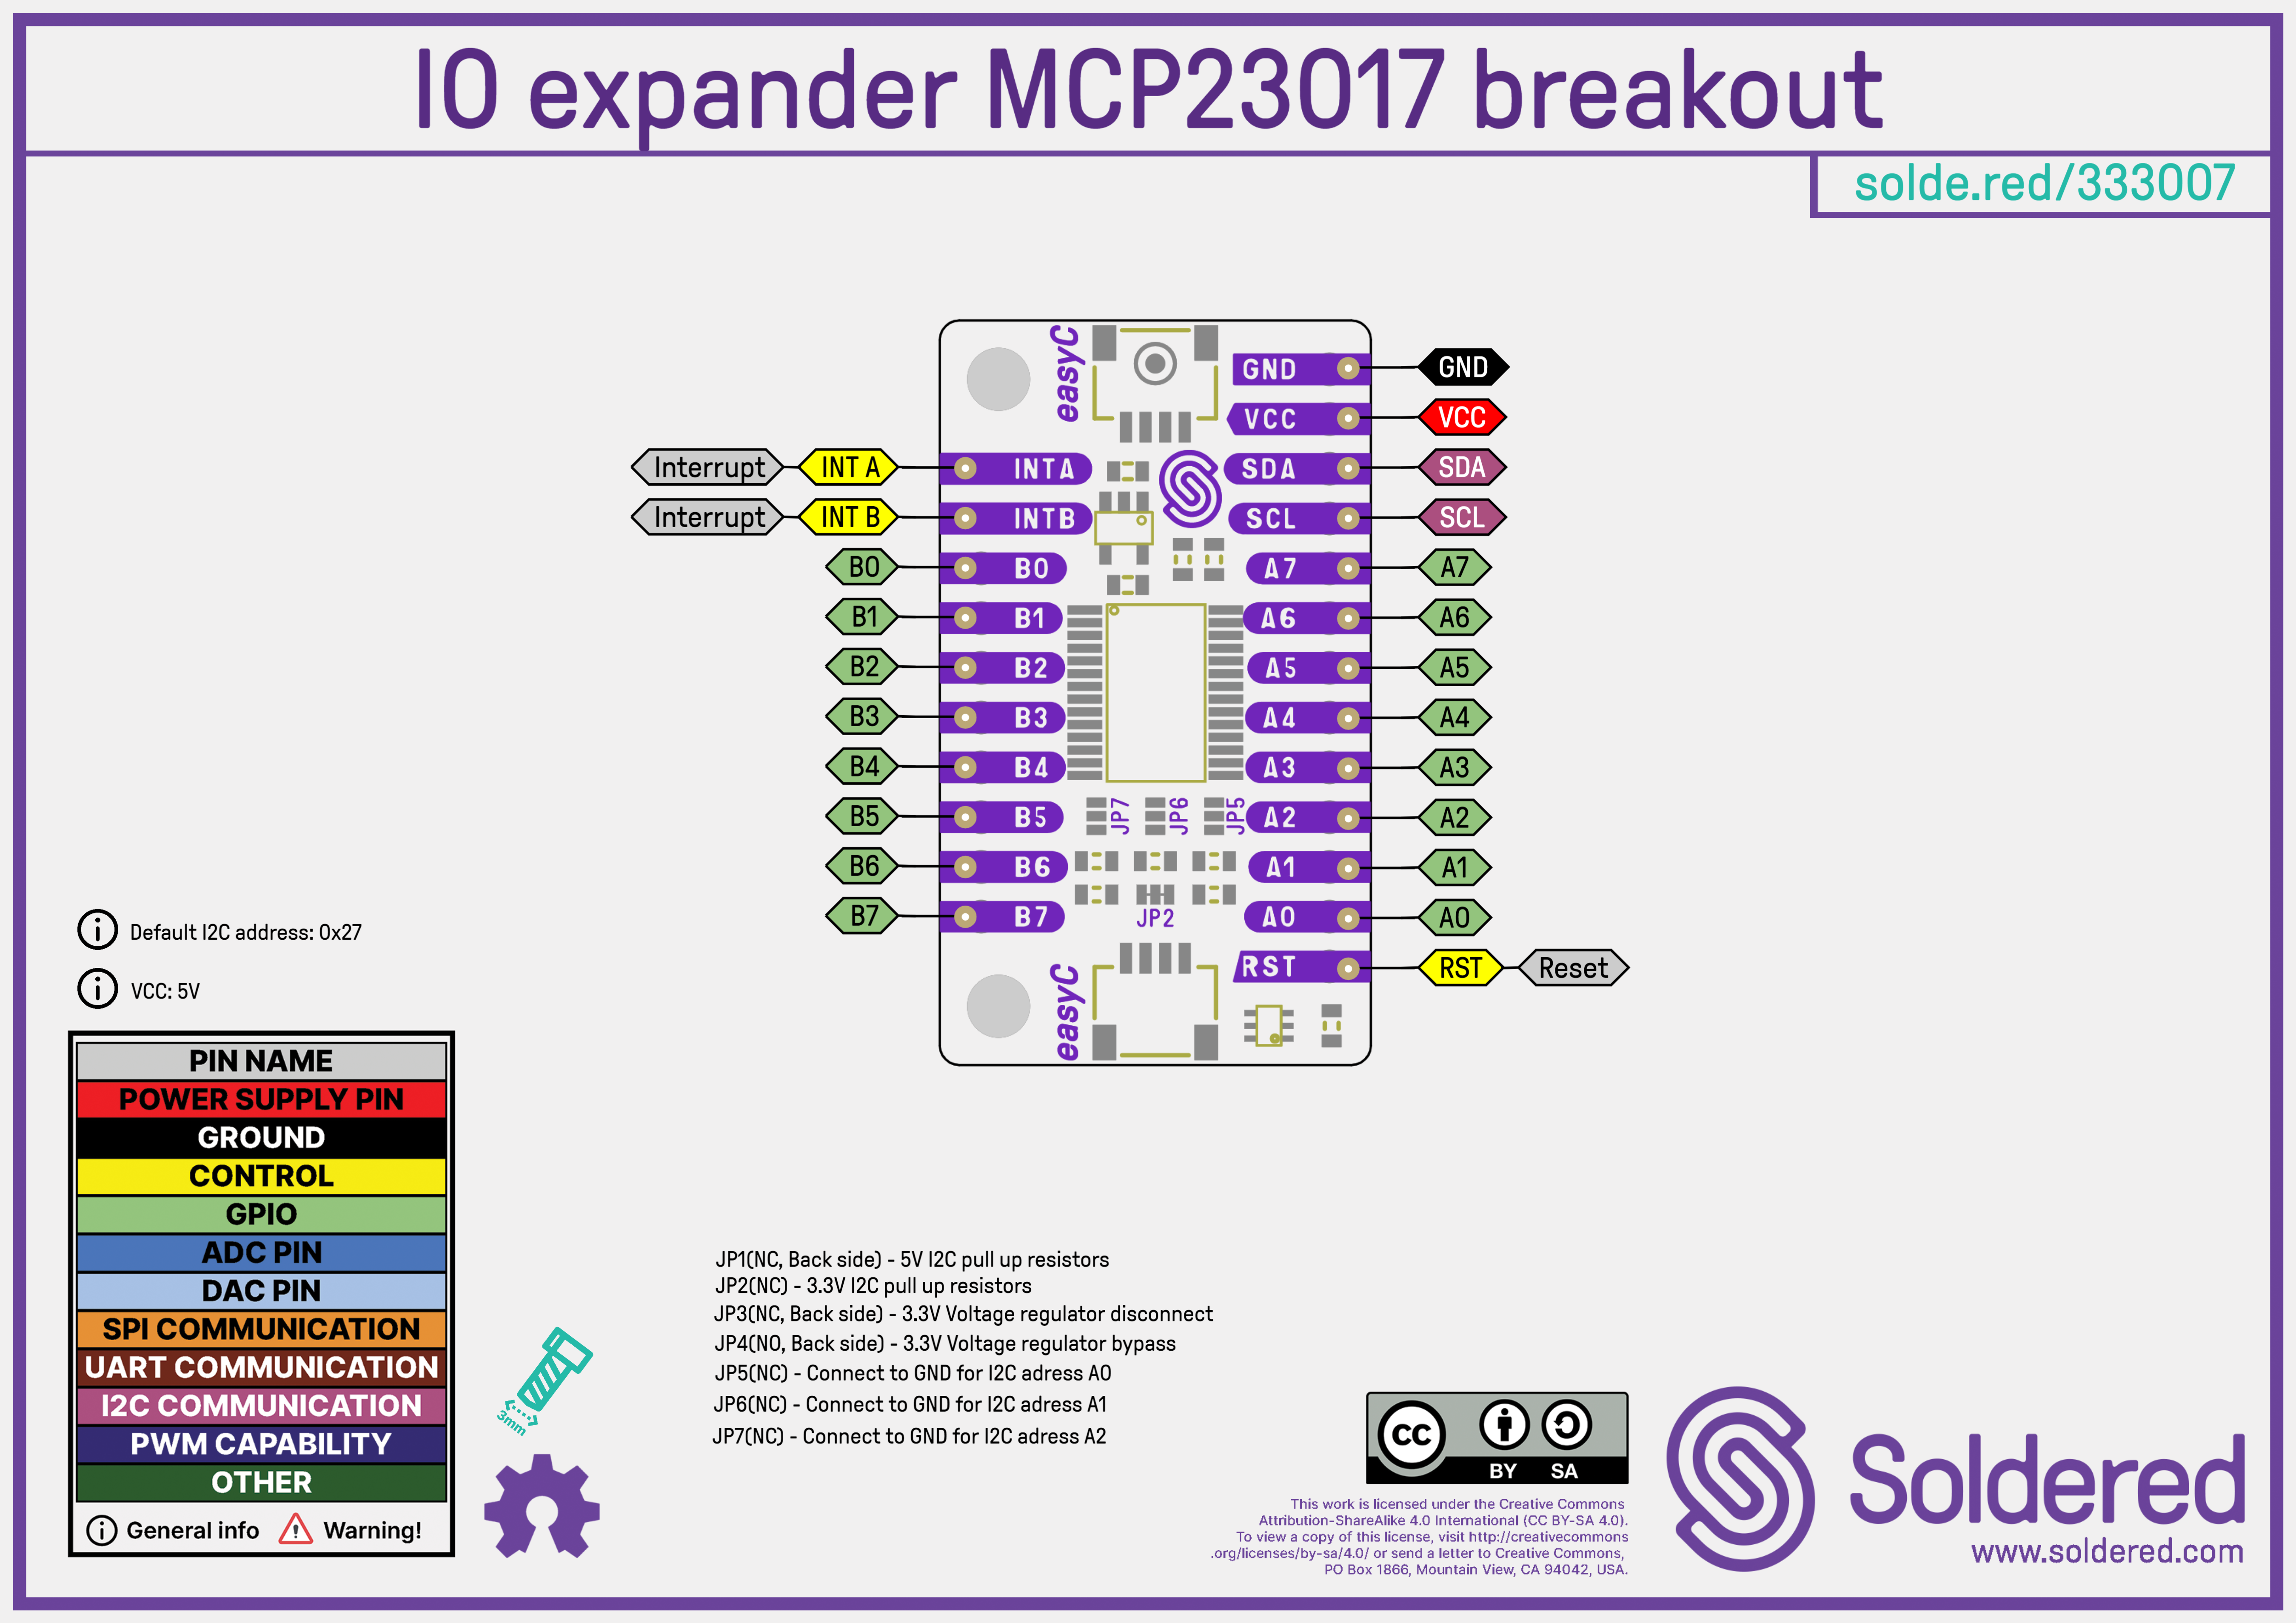 IO expander MCP23017 breakout
solde.red/333007
easyC
GND GND
VCC VCC
Interrupt INT A INTA SDA SDA
Interrupt INT B INTB SCL SCL
B0 B0 A7 A7
B1 B1 A6 A6
B2 B2 A5 A5
B3 B3 A4 A4
B4 B4 A3 A3
B5 B5 JP7 JP6 JP5 A2 A2
B6 B6 A1 A1
B7 B7 JP2 A0 A0
easyC RST RST Reset
Default I2C address: 0x27
VCC: 5V
PIN NAME
POWER SUPPLY PIN
GROUND
CONTROL
GPIO
ADC PIN
DAC PIN
SPI COMMUNICATION
UART COMMUNICATION
I2C COMMUNICATION
PWM CAPABILITY
OTHER
General info Warning!
3mm
JP1(NC, Back side) - 5V I2C pull up resistors
JP2(NC) - 3.3V I2C pull up resistors
JP3(NC, Back side) - 3.3V Voltage regulator disconnect
JP4(NO, Back side) - 3.3V Voltage regulator bypass
JP5(NC) - Connect to GND for I2C adress A0
JP6(NC) - Connect to GND for I2C adress A1
JP7(NC) - Connect to GND for I2C adress A2
CC
BY SA
This work is licensed under the Creative Commons
Attribution-ShareAlike 4.0 International (CC BY-SA 4.0).
To view a copy of this license, visit http://creativecommons
.org/licenses/by-sa/4.0/ or send a letter to Creative Commons,
PO Box 1866, Mountain View, CA 94042, USA.
Soldered
www.soldered.com